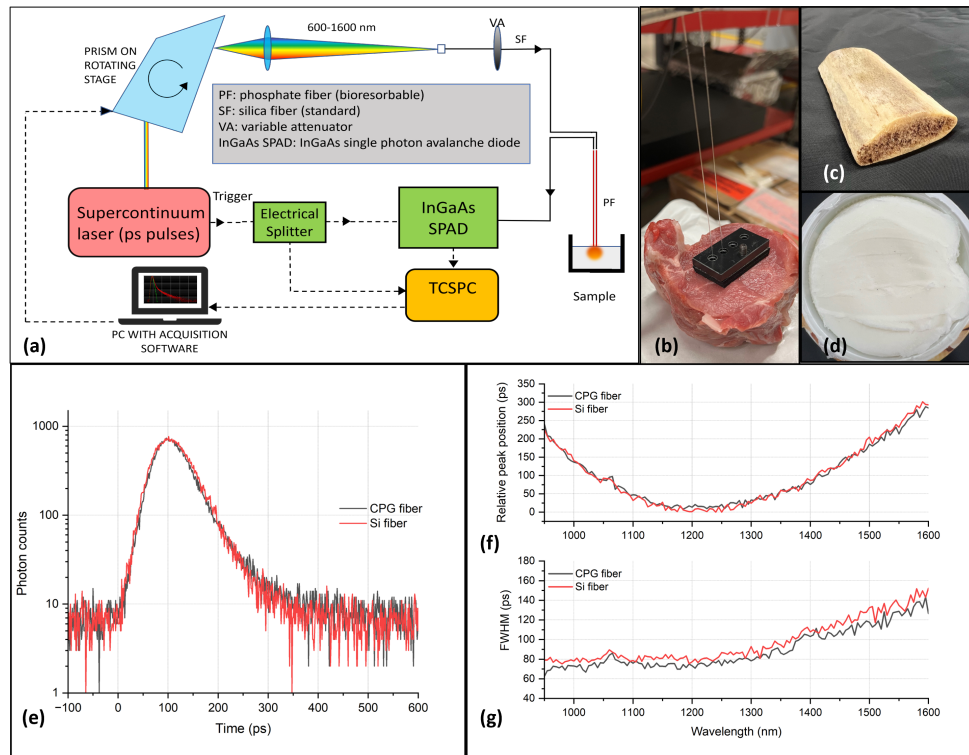 600-1600 nm
VA
SF
PRISM ON
ROTATING
STAGE
PF: phosphate fiber (bioresorbable)
SF: silica fiber (standard)
VA: variable attenuator
InGaAs SPAD: InGaAs single photon avalanche diode
Trigger
Supercontinuum
laser (ps pulses)
Electrical
Splitter
InGaAs
SPAD
PF
TCSPC
Sample
PC WITH ACQUISITION
SOFTWARE
(a)
(b)
(c)
(d)
1000
100
10
1
Photon counts
CPG fiber
Si fiber
−100
0
100
200
300
400
500
600
Time (ps)
(e)
350
300
250
200
150
100
50
0
Relative peak position (ps)
CPG fiber
Si fiber
1000
1100
1200
1300
1400
1500
1600
(f)
180
160
140
120
100
80
60
40
FWHM (ps)
CPG fiber
Si fiber
1000
1100
1200
1300
1400
1500
1600
Wavelength (nm)
(g)